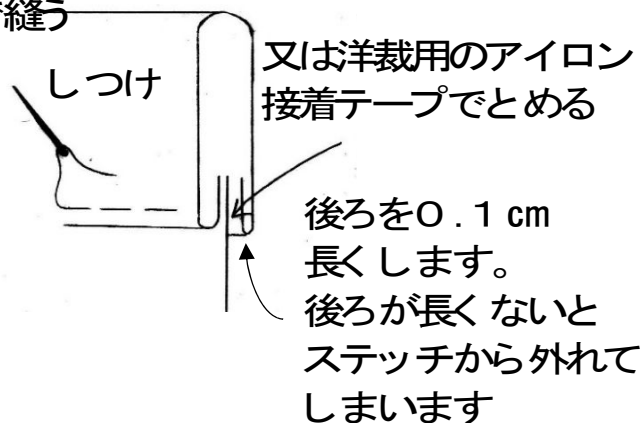 縫う
しつけ
又は洋裁用のアイロン
接着テープでとめる
後ろを0.1cm
長くします。
後ろが長くないと
ステッチから外れて
しまいます